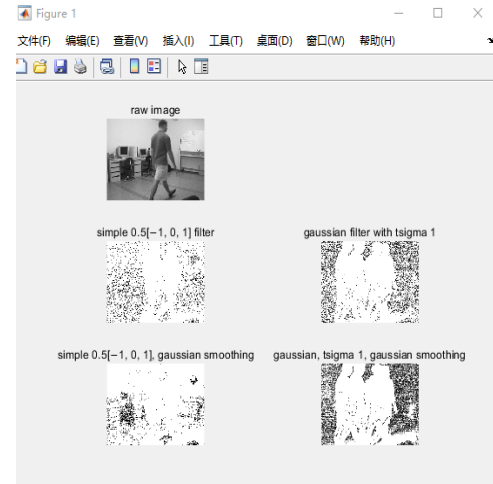 Figure 1
文件(F) 编辑(E) 查看(V) 插入(I) 工具(T) 桌面(D) 窗口(W) 帮助(H)
raw image
simple 0.5[−1, 0, 1] filter
gaussian filter with tsigma 1
simple 0.5[−1, 0, 1], gaussian smoothing
gaussian, tsigma 1, gaussian smoothing